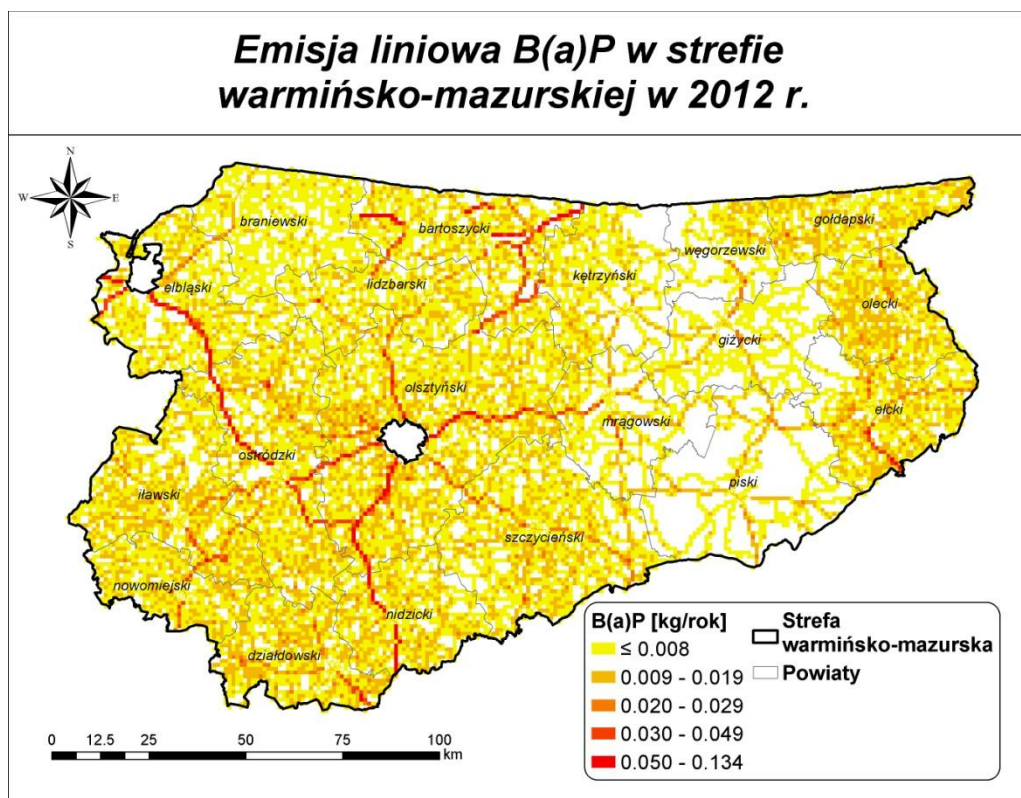 Emisja liniowa B(a)P w strefie
warmińsko-mazurskiej w 2012 r.
N
W
E
S
braniewski
bartoszycki
gołdapski
węgorzewski
kętrzyński
elbląski
lidzbarski
olecki
giżycki
olsztyński
ełcki
mrągowski
ostródzki
piski
iławski
szczycieński
nowomiejski
nidzicki
działdowski
B(a)P [kg/rok]
≤ 0.008
0.009 - 0.019
0.020 - 0.029
0.030 - 0.049
0.050 - 0.134
Strefa
warmińsko-mazurska
Powiaty
0 12.5 25 50 75 100
km